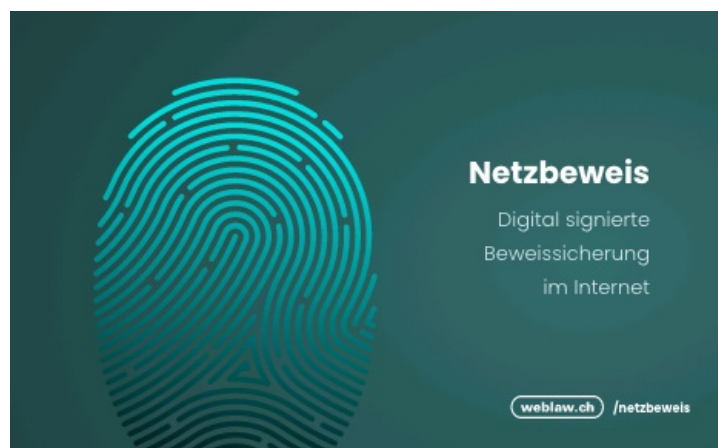 Netzbeweis
Digital signierte
Beweissicherung
im Internet
weblaw.ch /netzbeweis